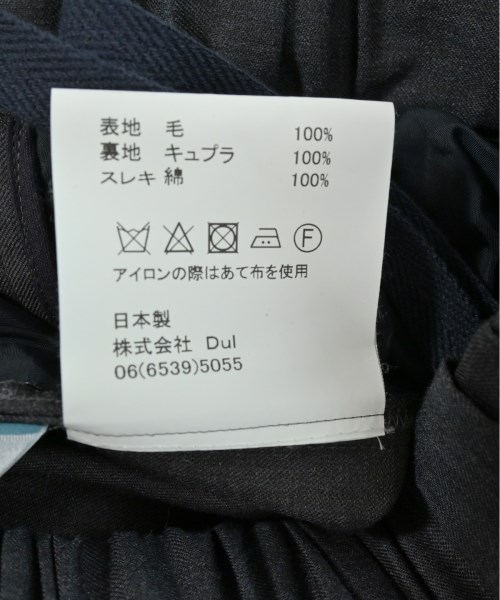 表地 毛 100%
裏地 キュプラ 100%
スレキ 綿 100%
F
アイロンの際はあて布を使用
日本製
株式会社 Dul
06(6539)5055